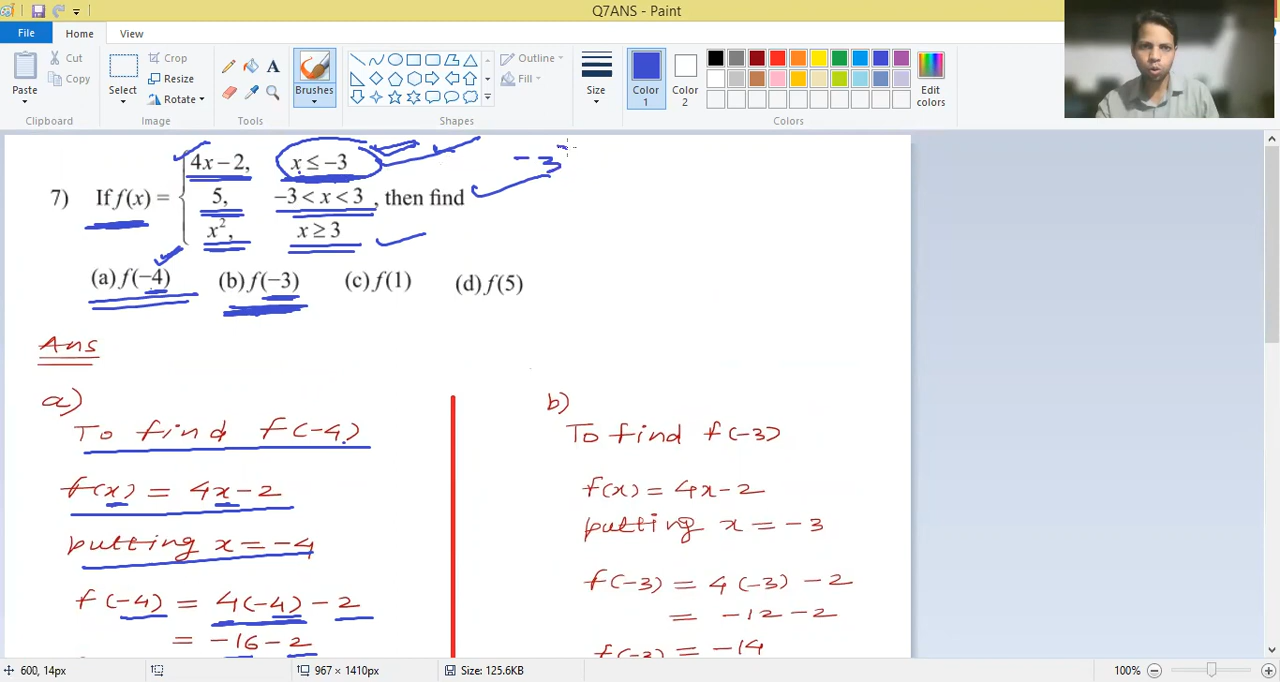 Q7ANS - Paint
File Home View
Paste
Cut
Copy
Clipboard
Select
Crop
Resize
Rotate
Image
A
Tools
Brushes
Shapes
Outline
Fill
Size
Color 1
Color 2
Edit colors
Colors
7) If f(x) = { 4x − 2, x ≤ −3
5, −3 < x < 3 , then find
x², x ≥ 3
−3
(a) f(−4) (b) f(−3) (c) f(1) (d) f(5)
Ans
a)
To find f(-4)
f(x) = 4x-2
putting x = -4
f(-4) = 4(-4) - 2
= -16 - 2
b)
To find f(-3)
f(x) = 4x-2
putting x = -3
f(-3) = 4(-3) - 2
= -12 - 2
f(-3) = -14
600, 14px
967 × 1410px
Size: 125.6KB
100%